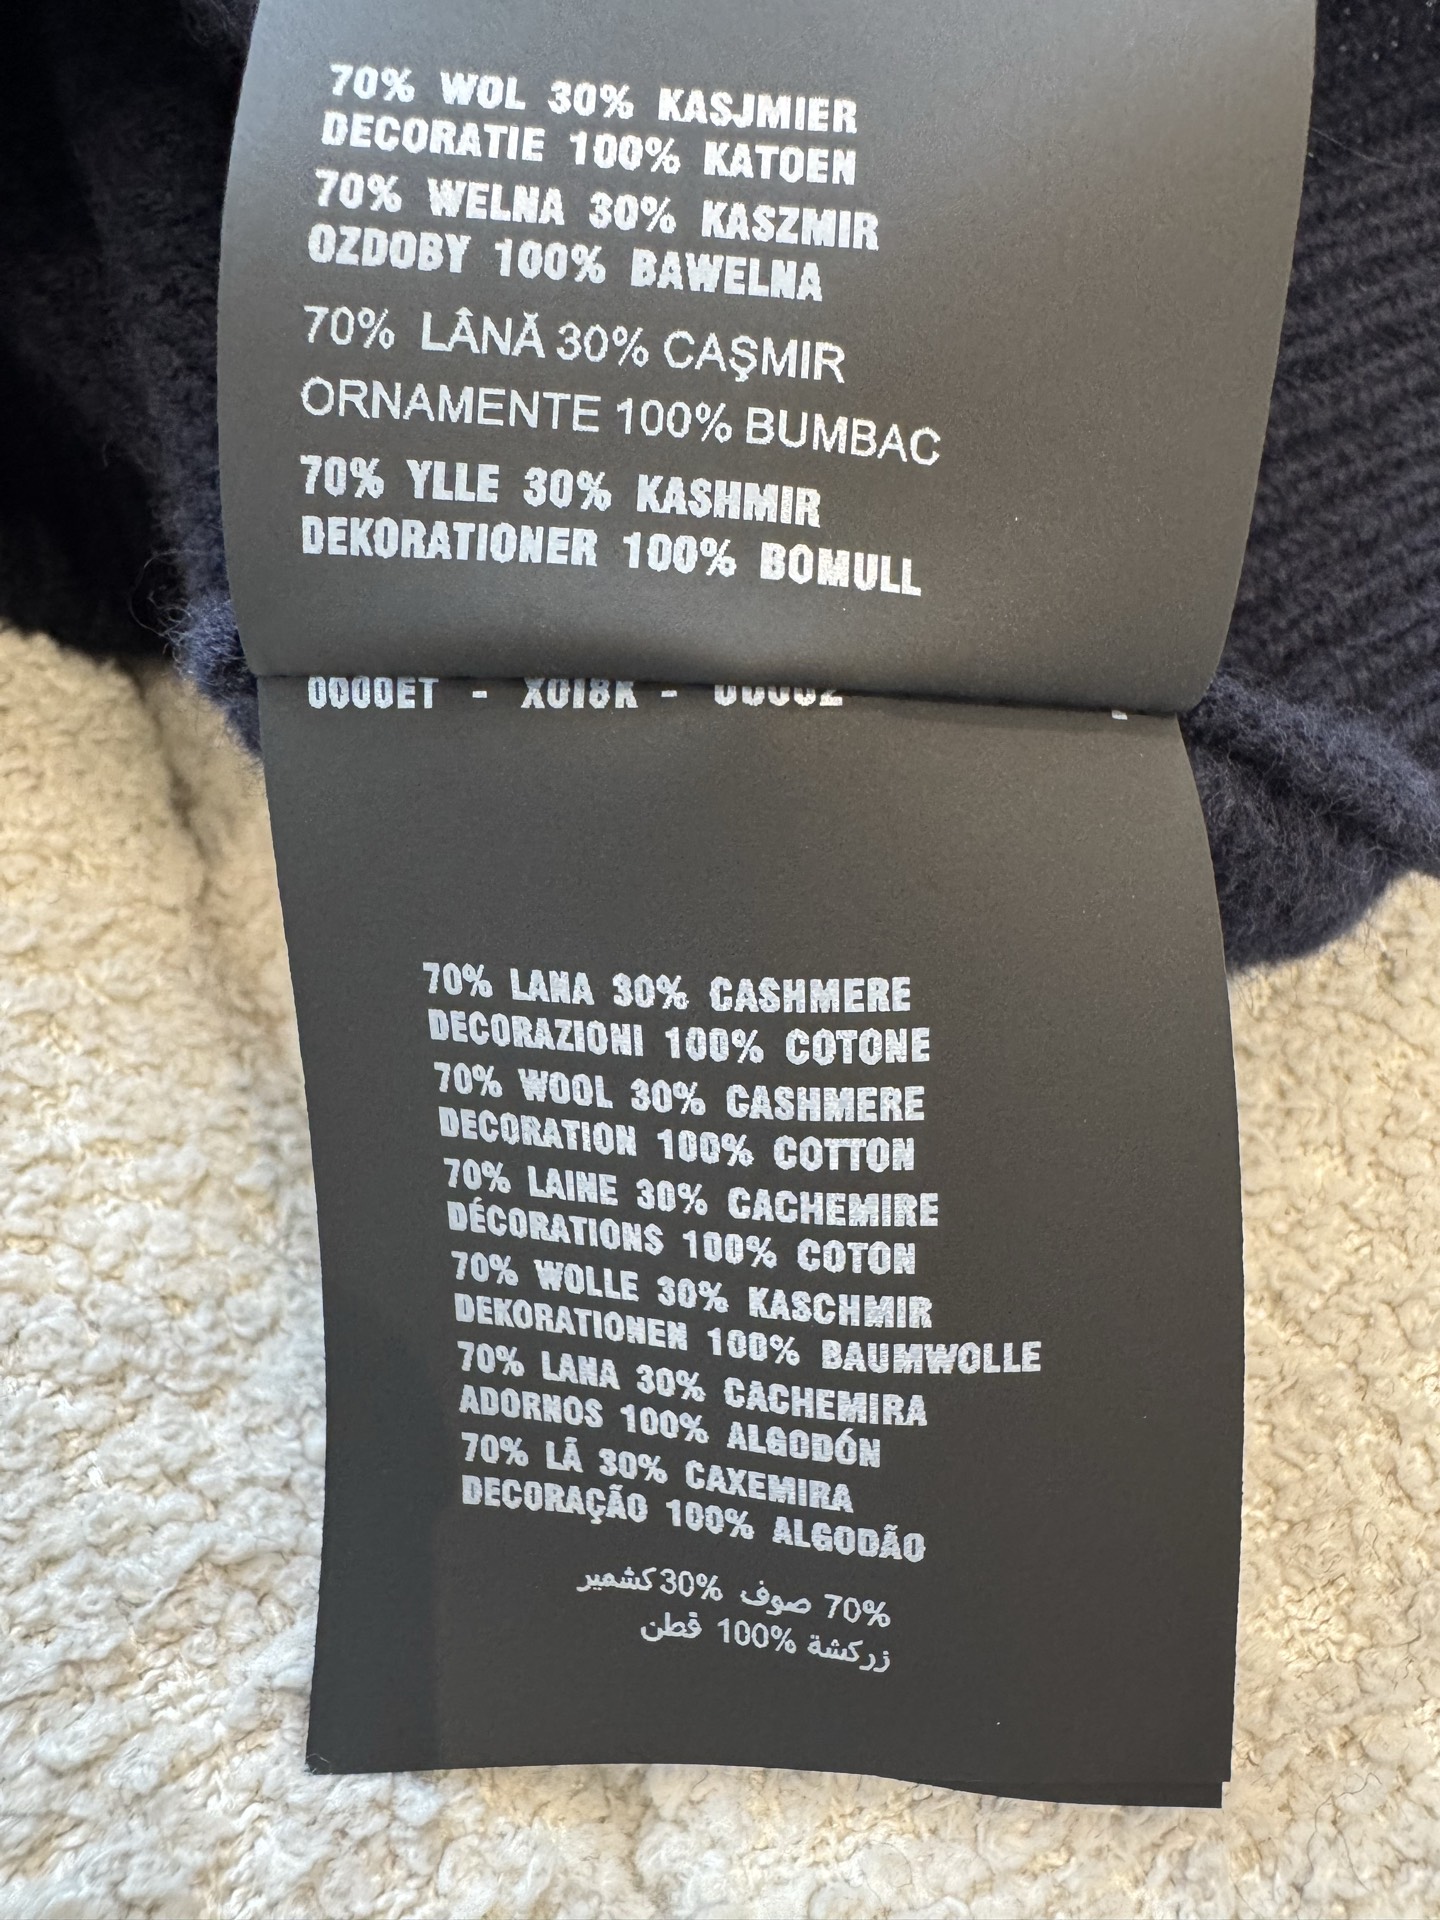 70% WOL 30% KASJMIER
DECORATIE 100% KATOEN
70% WELNA 30% KASZMIR
OZDOBY 100% BAWELNA
70% LÂNĂ 30% CAŞMIR
ORNAMENTE 100% BUMBAC
70% YLLE 30% KASHMIR
DEKORATIONER 100% BOMULL
0000ET -
70% LANA 30% CASHMERE
DECORAZIONI 100% COTONE
70% WOOL 30% CASHMERE
DECORATION 100% COTTON
70% LAINE 30% CACHEMIRE
DÉCORATIONS 100% COTON
70% WOLLE 30% KASCHMIR
DEKORATIONEN 100% BAUMWOLLE
70% LANA 30% CACHEMIRA
ADORNOS 100% ALGODÓN
70% LÃ 30% CAXEMIRA
DECORAÇÃO 100% ALGODÃO
70% صوف 30% كشمير
زركشة 100% قطن